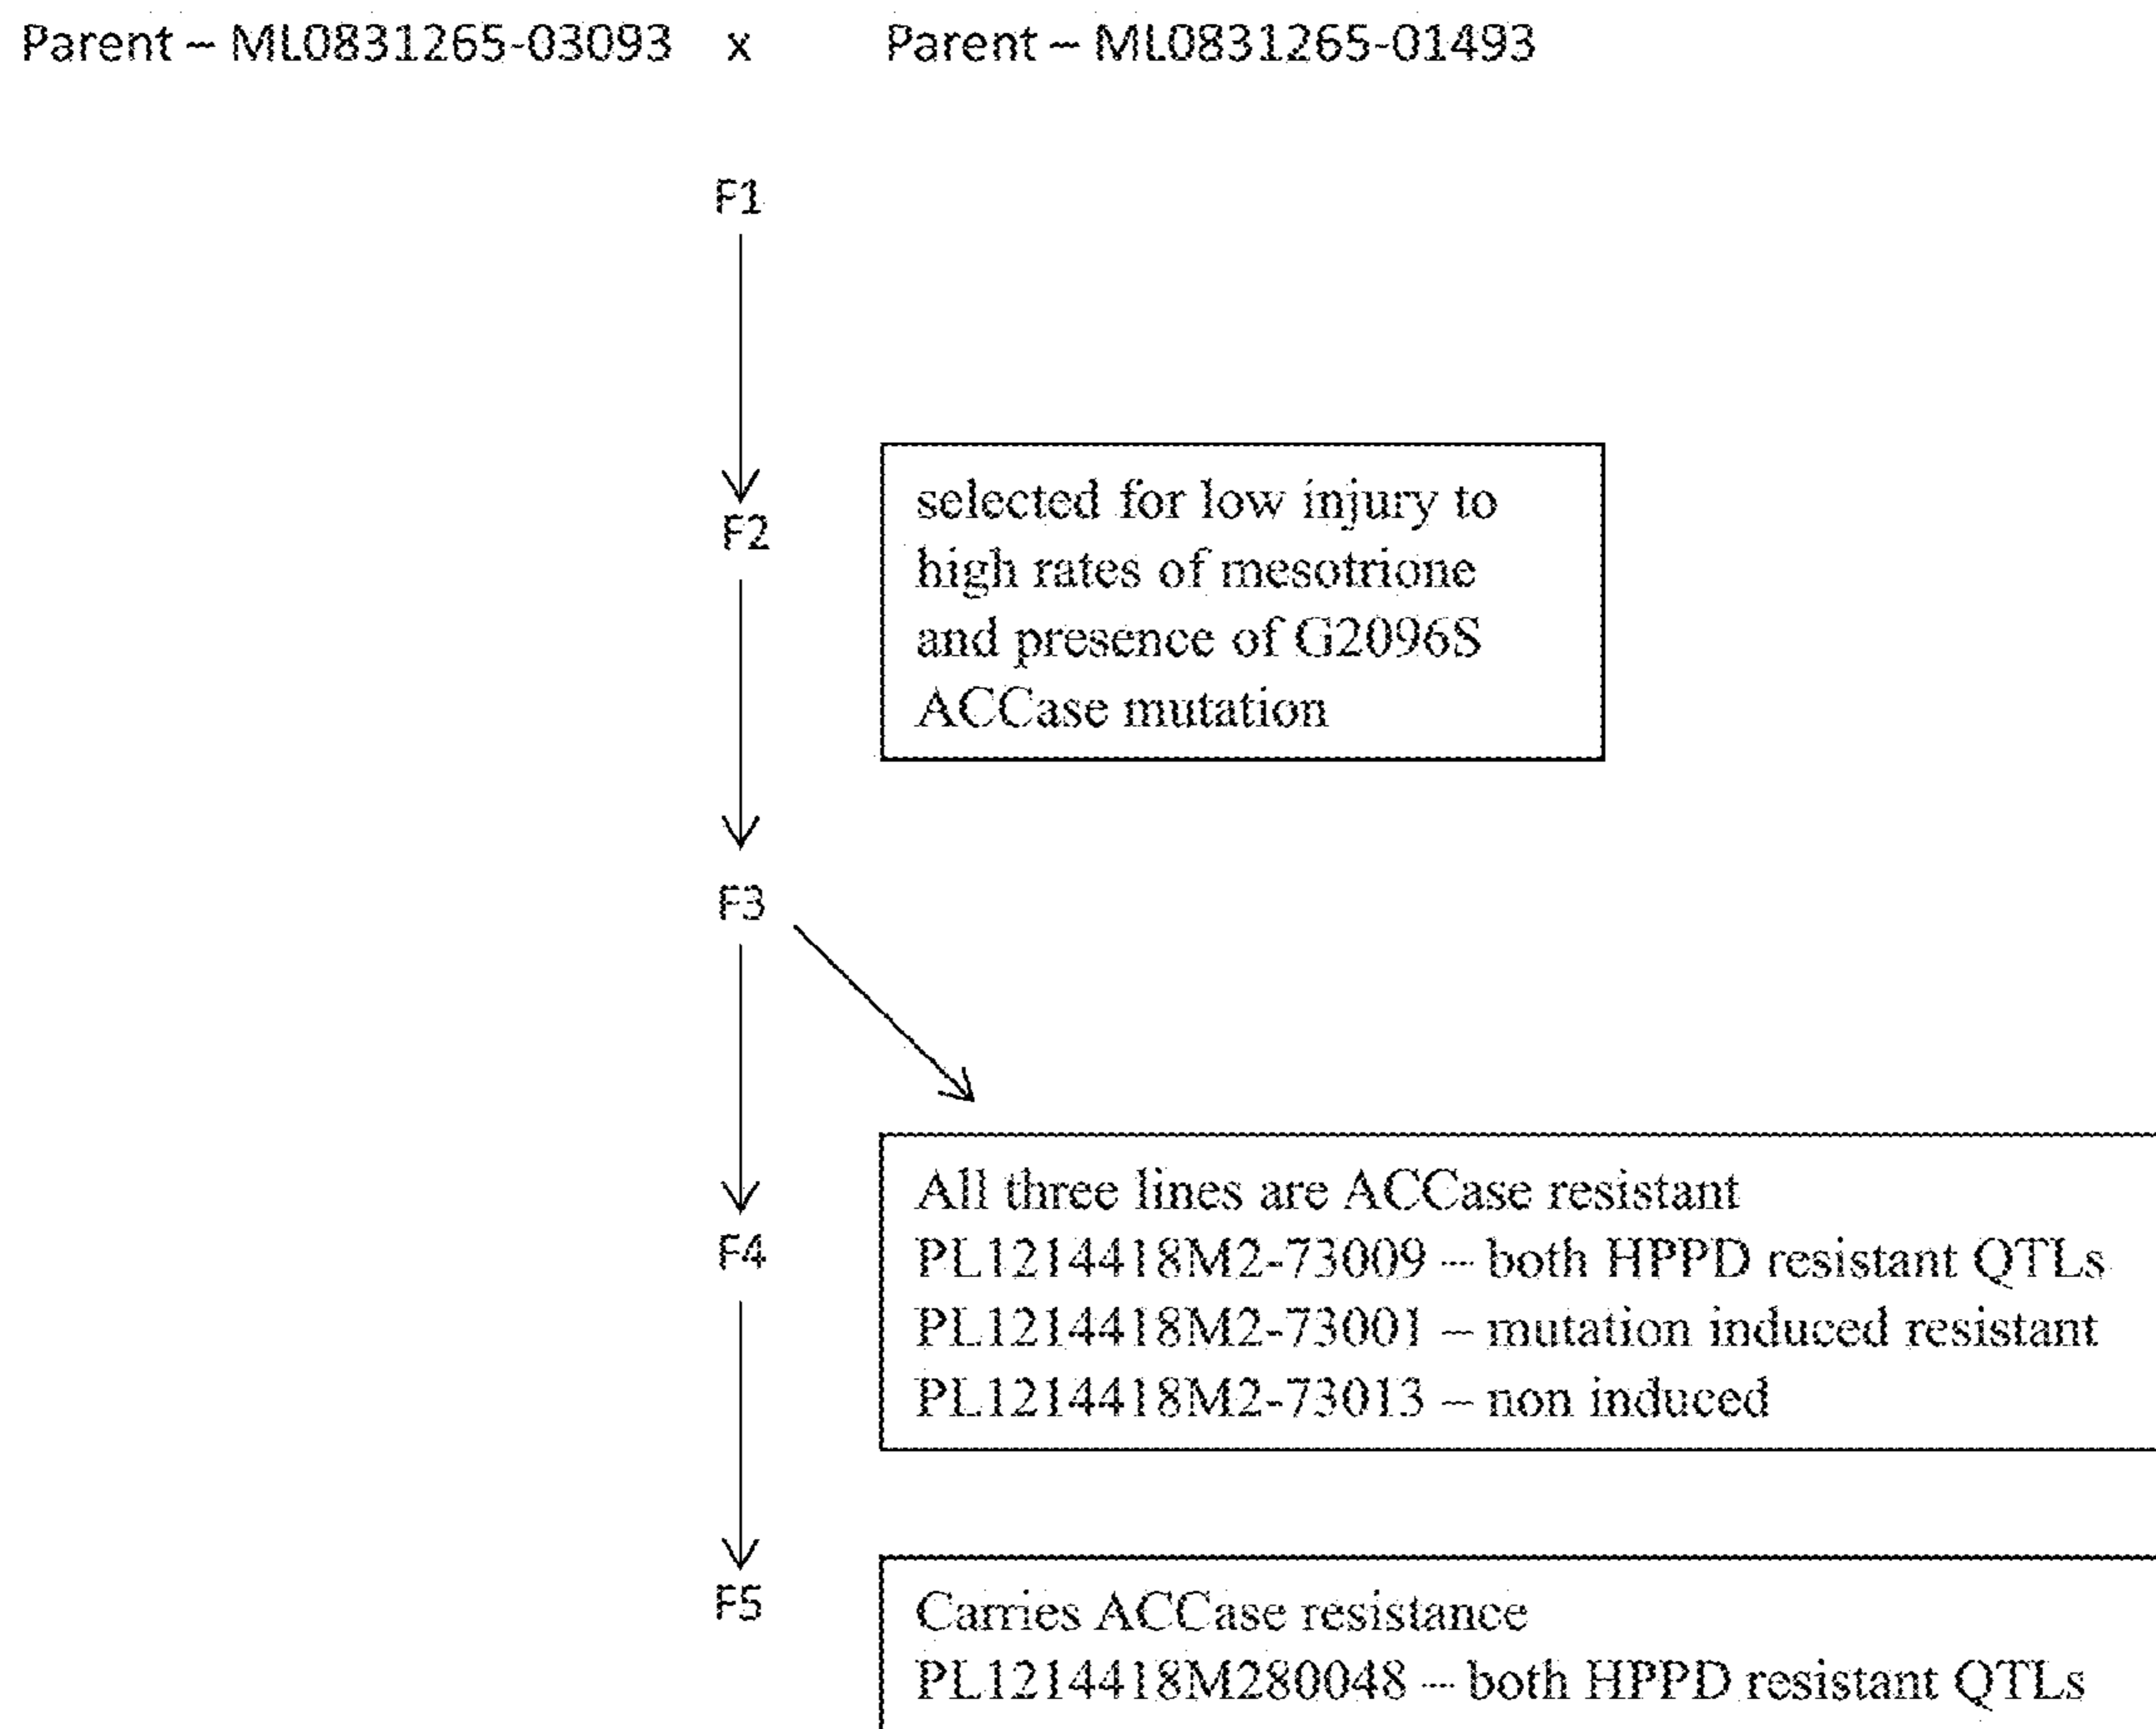 Parent – ML0831265-03093 x Parent – ML0831265-01493
F1
F2
selected for low injury to
high rates of mesotrione
and presence of G2096S
ACCase mutation
F3
All three lines are ACCase resistant
PL1214418M2-73009 – both HPPD resistant QTLs
PL1214418M2-73001 – mutation induced resistant
PL1214418M2-73013 – non induced
F4
F5
Carries ACCase resistance
PL1214418M280048 – both HPPD resistant QTLs